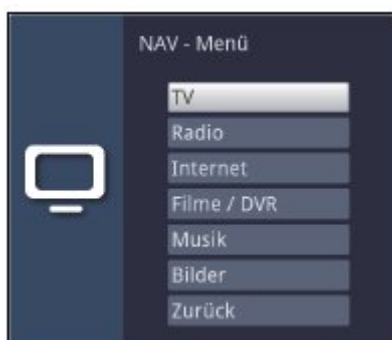 NAV - Menü
TV
Radio
Internet
Filme / DVR
Musik
Bilder
Zurück